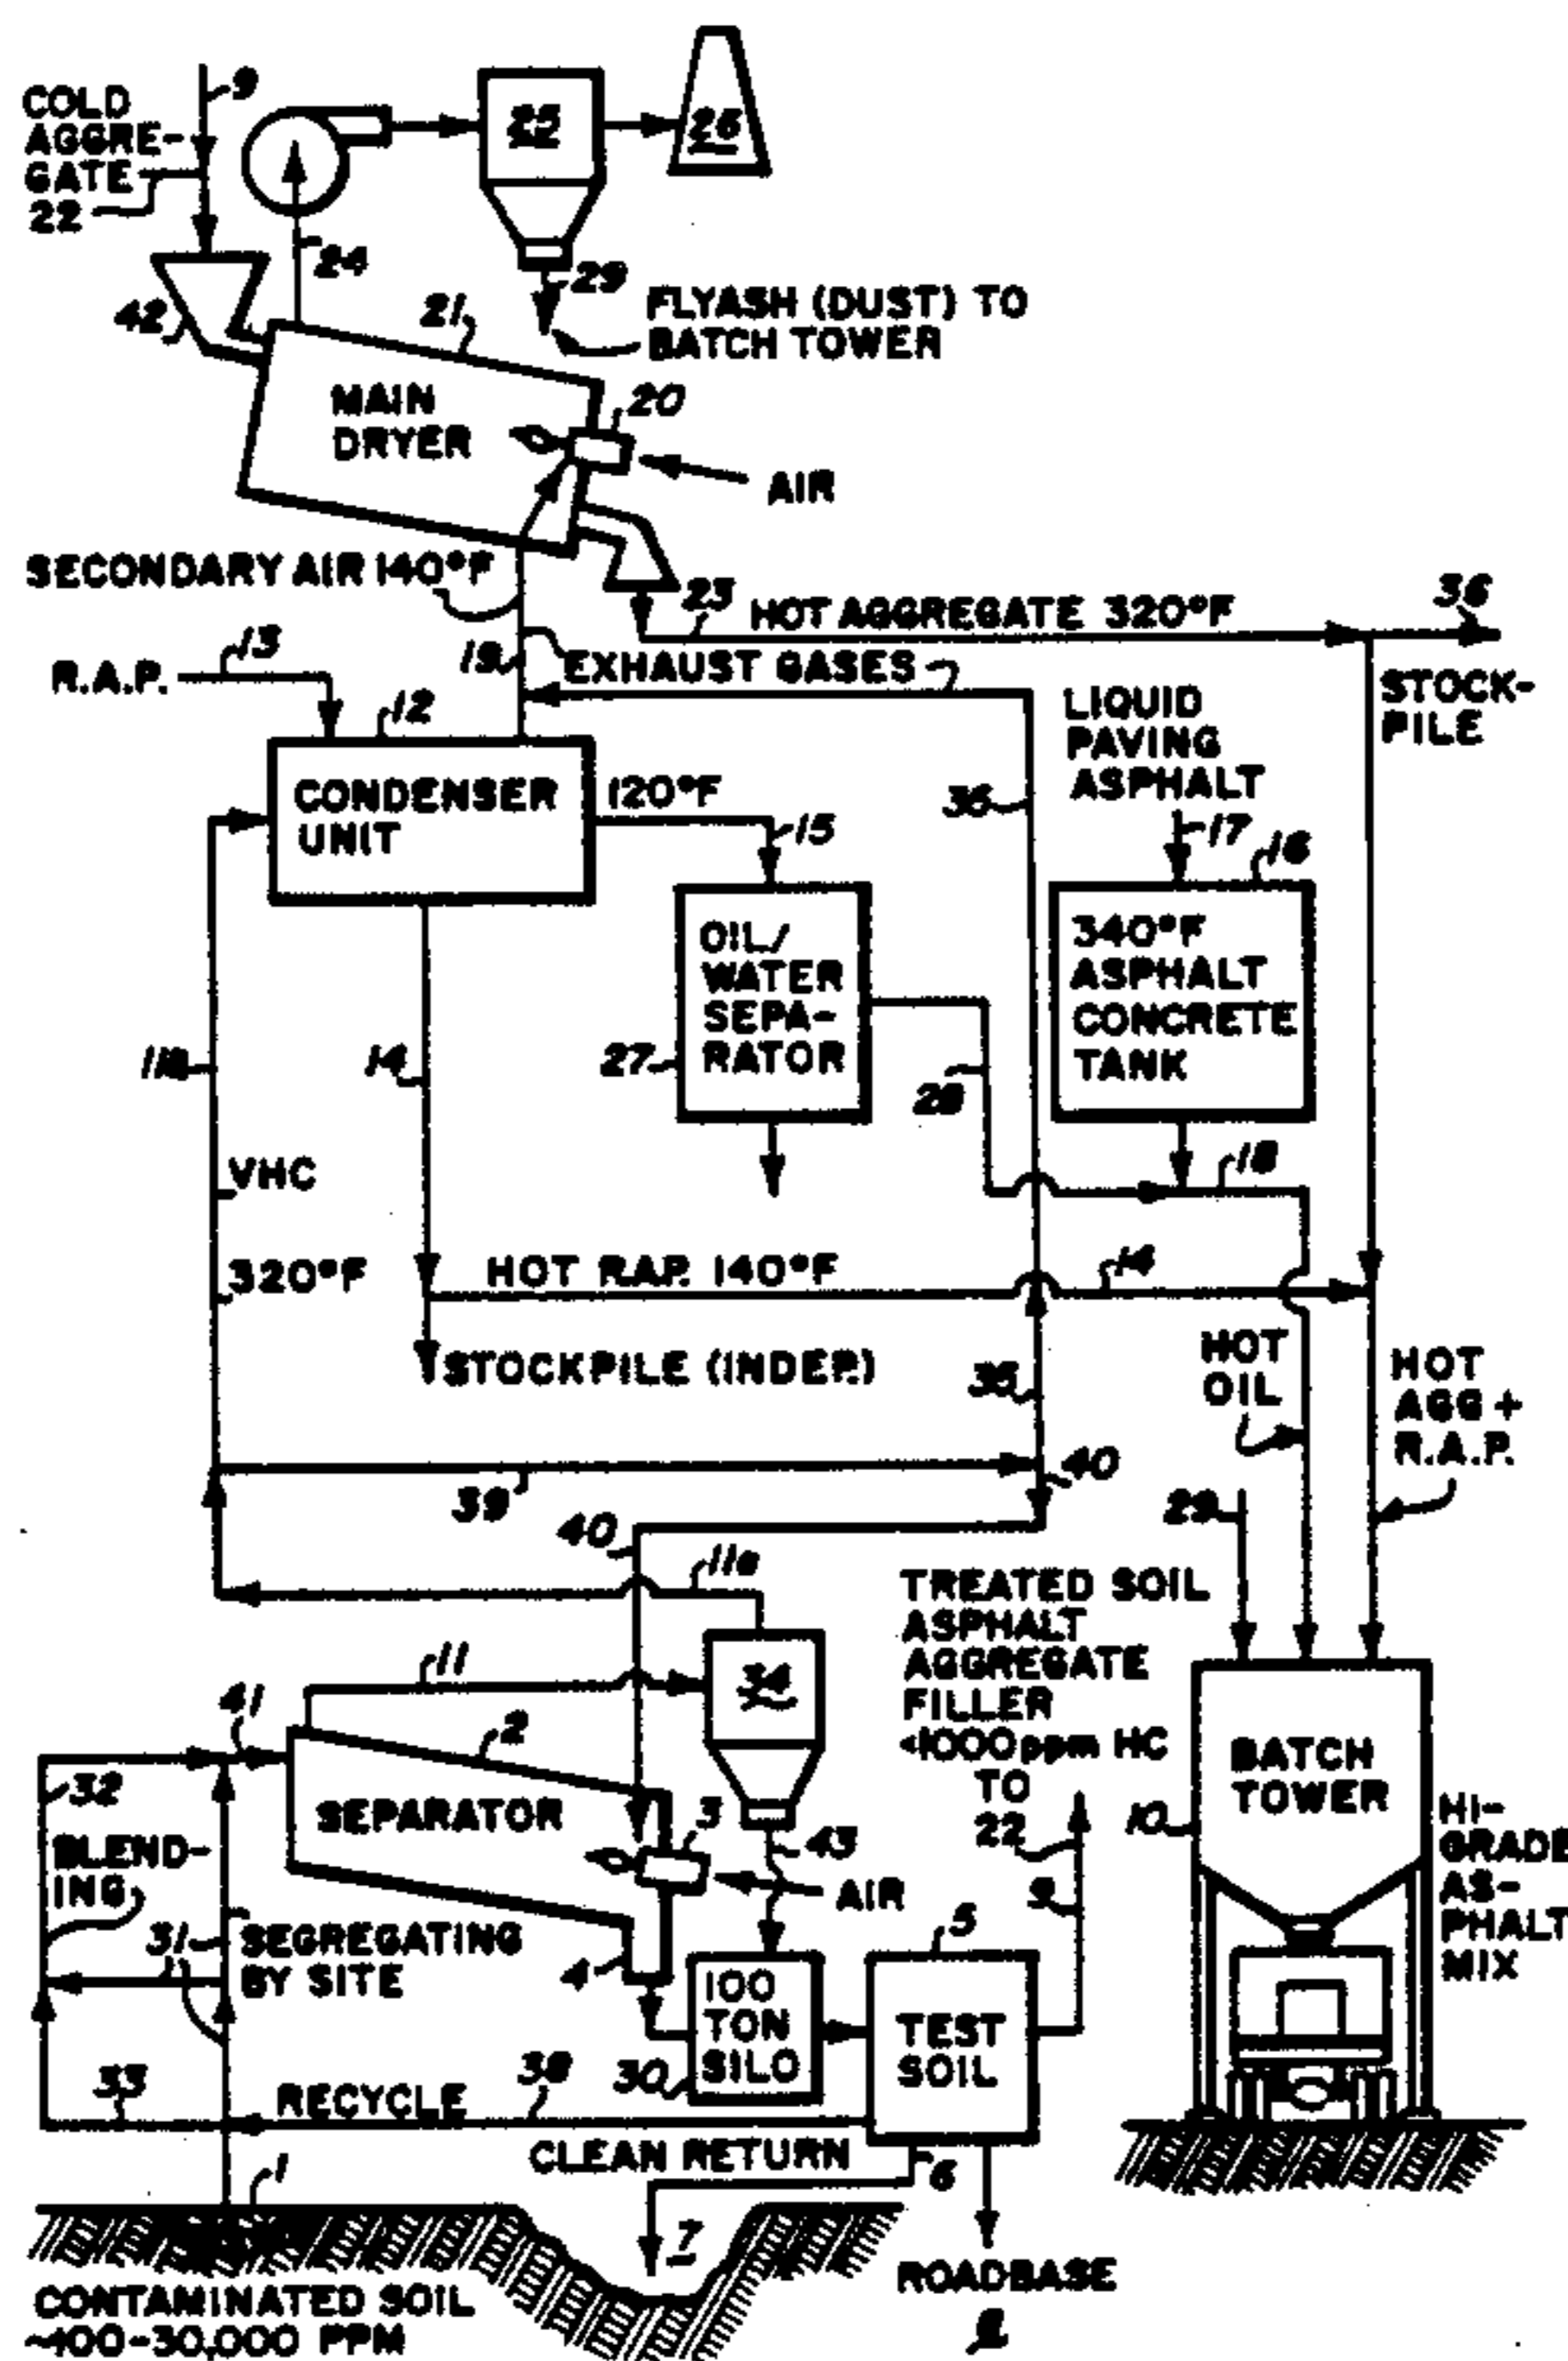 9
COLD
AGGRE-
GATE
22
25
26
24
29
FLYASH (DUST) TO
BATCH TOWER
42
21
MAIN
DRYER
20
AIR
SECONDARY AIR 140°F
23
HOT AGGREGATE 320°F
36
13
R.A.P.
19
EXHAUST GASES
STOCK-
PILE
12
LIQUID
PAVING
ASPHALT
CONDENSER
UNIT
120°F
15
35
17
16
OIL/
WATER
SEPA-
RATOR
340°F
ASPHALT
CONCRETE
TANK
14
27
28
VHC
18
320°F
HOT R.A.P. 140°F
14
STOCKPILE (INDEP.)
35
HOT
OIL
HOT
AGG +
R.A.P.
39
40
40
29
11a
TREATED SOIL
ASPHALT
AGGREGATE
FILLER
<1000 ppm HC
TO
22
11
34
41
2
32
SEPARATOR
3
43
BATCH
TOWER
10
HI-
GRADE
AS-
PHALT
MIX
BLEND-
ING
AIR
9
31
SEGREGATING
BY SITE
4
5
100
TON
SILO
TEST
SOIL
30
33
RECYCLE
38
CLEAN RETURN
6
1
7
ROADBASE
8
CONTAMINATED SOIL
~400-30,000 PPM